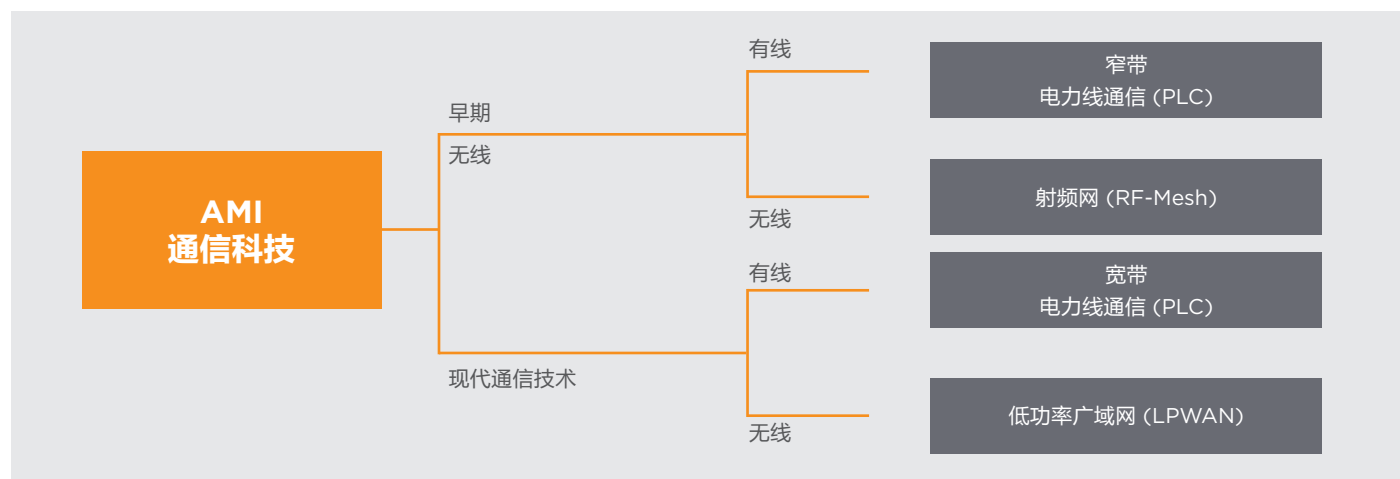 AMI
通信科技
早期
无线
现代通信技术
有线
无线
有线
无线
窄带
电力线通信 (PLC)
射频网 (RF-Mesh)
宽带
电力线通信 (PLC)
低功率广域网 (LPWAN)